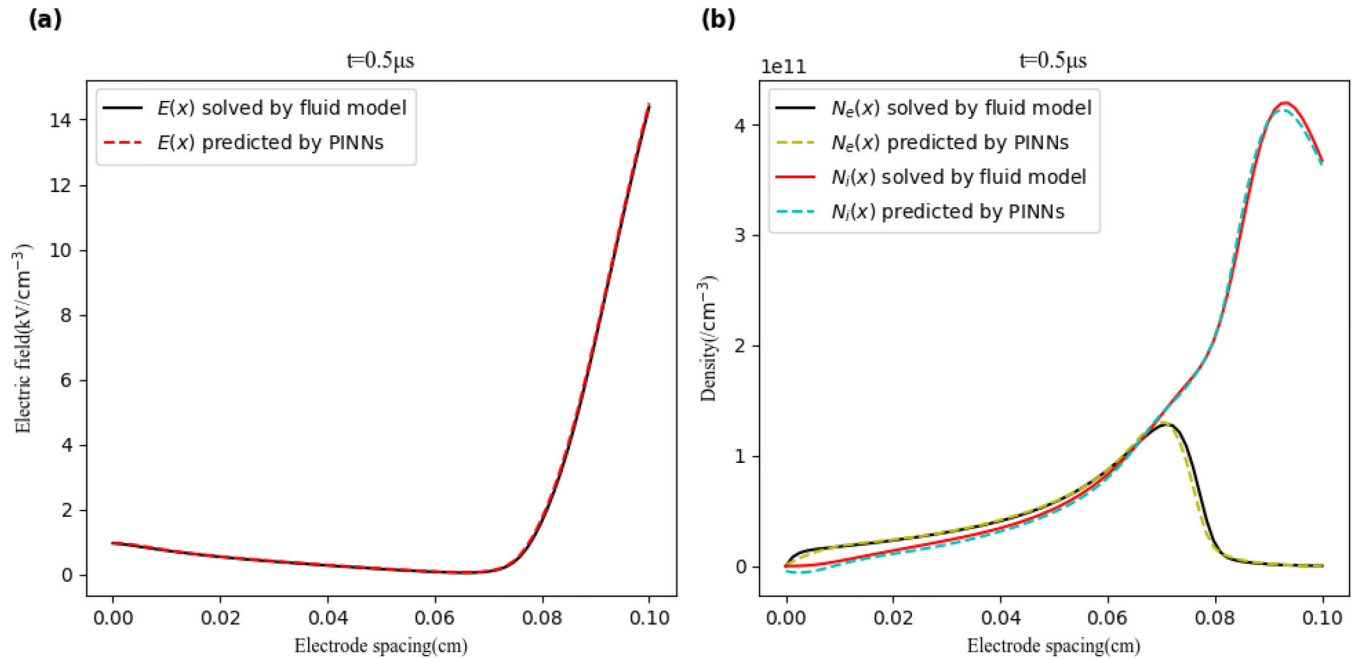 (a)
t=0.5μs
E(x) solved by fluid model
E(x) predicted by PINNs
14
12
10
8
6
4
2
0
Electric field(kV/cm⁻³)
0.00 0.02 0.04 0.06 0.08 0.10
Electrode spacing(cm)
(b)
t=0.5μs
1e11
Nₑ(x) solved by fluid model
Nₑ(x) predicted by PINNs
Nᵢ(x) solved by fluid model
Nᵢ(x) predicted by PINNs
4
3
2
1
0
Density(/cm⁻³)
0.00 0.02 0.04 0.06 0.08 0.10
Electrode spacing(cm)